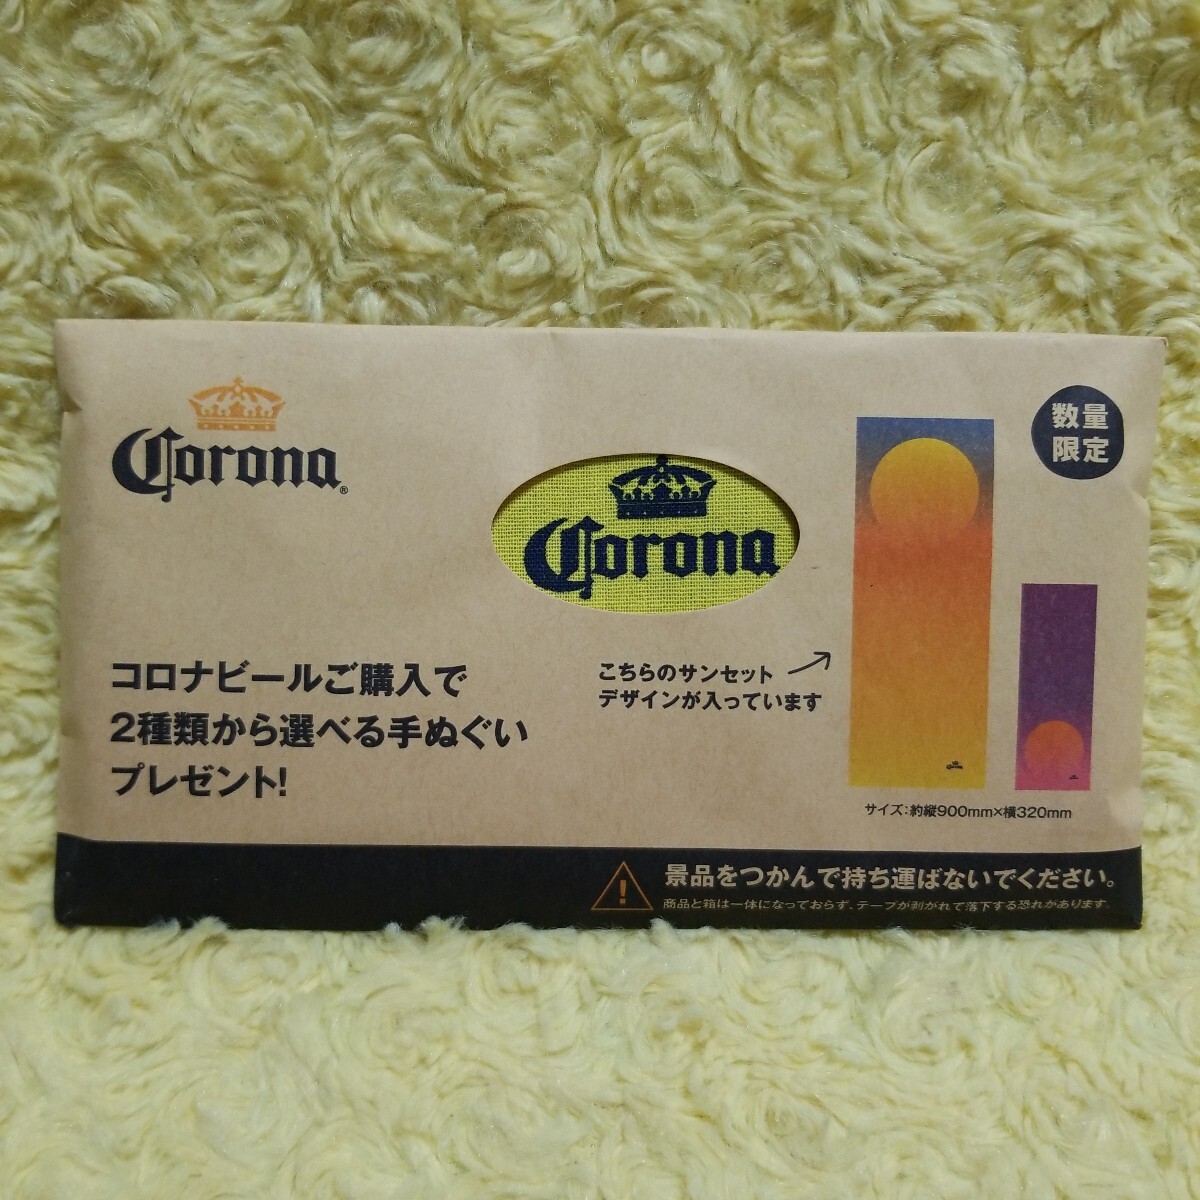 Corona®
Corona
数量
限定
コロナビールご購入で
2種類から選べる手ぬぐい
プレゼント!
こちらのサンセット
デザインが入っています
Corona
サイズ:約縦900mm×横320mm
景品をつかんで持ち運ばないでください。
商品と箱は一体になっておらず、テープが剥がれて落下する恐れがあります。